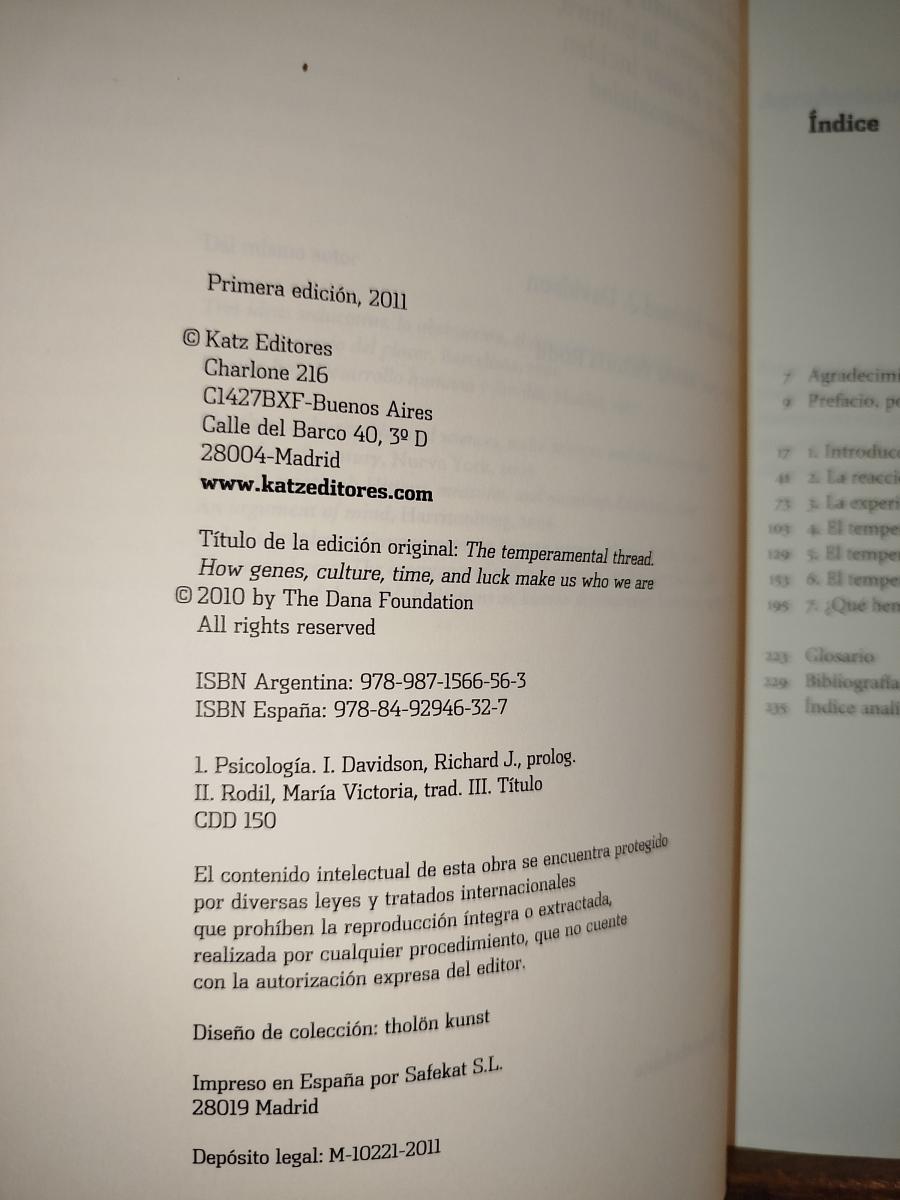 Primera edición, 2011
© Katz Editores
Charlone 216
C1427BXF-Buenos Aires
Calle del Barco 40, 3º D
28004-Madrid
www.katzeditores.com
Título de la edición original: The temperamental thread.
How genes, culture, time, and luck make us who we are
© 2010 by The Dana Foundation
All rights reserved
ISBN Argentina: 978-987-1566-56-3
ISBN España: 978-84-92946-32-7
1. Psicología. I. Davidson, Richard J., prolog.
II. Rodil, María Victoria, trad. III. Título
CDD 150
El contenido intelectual de esta obra se encuentra protegido
por diversas leyes y tratados internacionales
que prohíben la reproducción íntegra o extractada,
realizada por cualquier procedimiento, que no cuente
con la autorización expresa del editor.
Diseño de colección: tholön kunst
Impreso en España por Safekat S.L.
28019 Madrid
Depósito legal: M-10221-2011
Índice
7 Agradecimi
9 Prefacio, po
17 1. Introducc
41 2. La reacci
73 3. La experi
103 4. El tempe
129 5. El temper
153 6. El tempe
195 7. ¿Qué hem
223 Glosario
229 Bibliografía
235 Índice anal